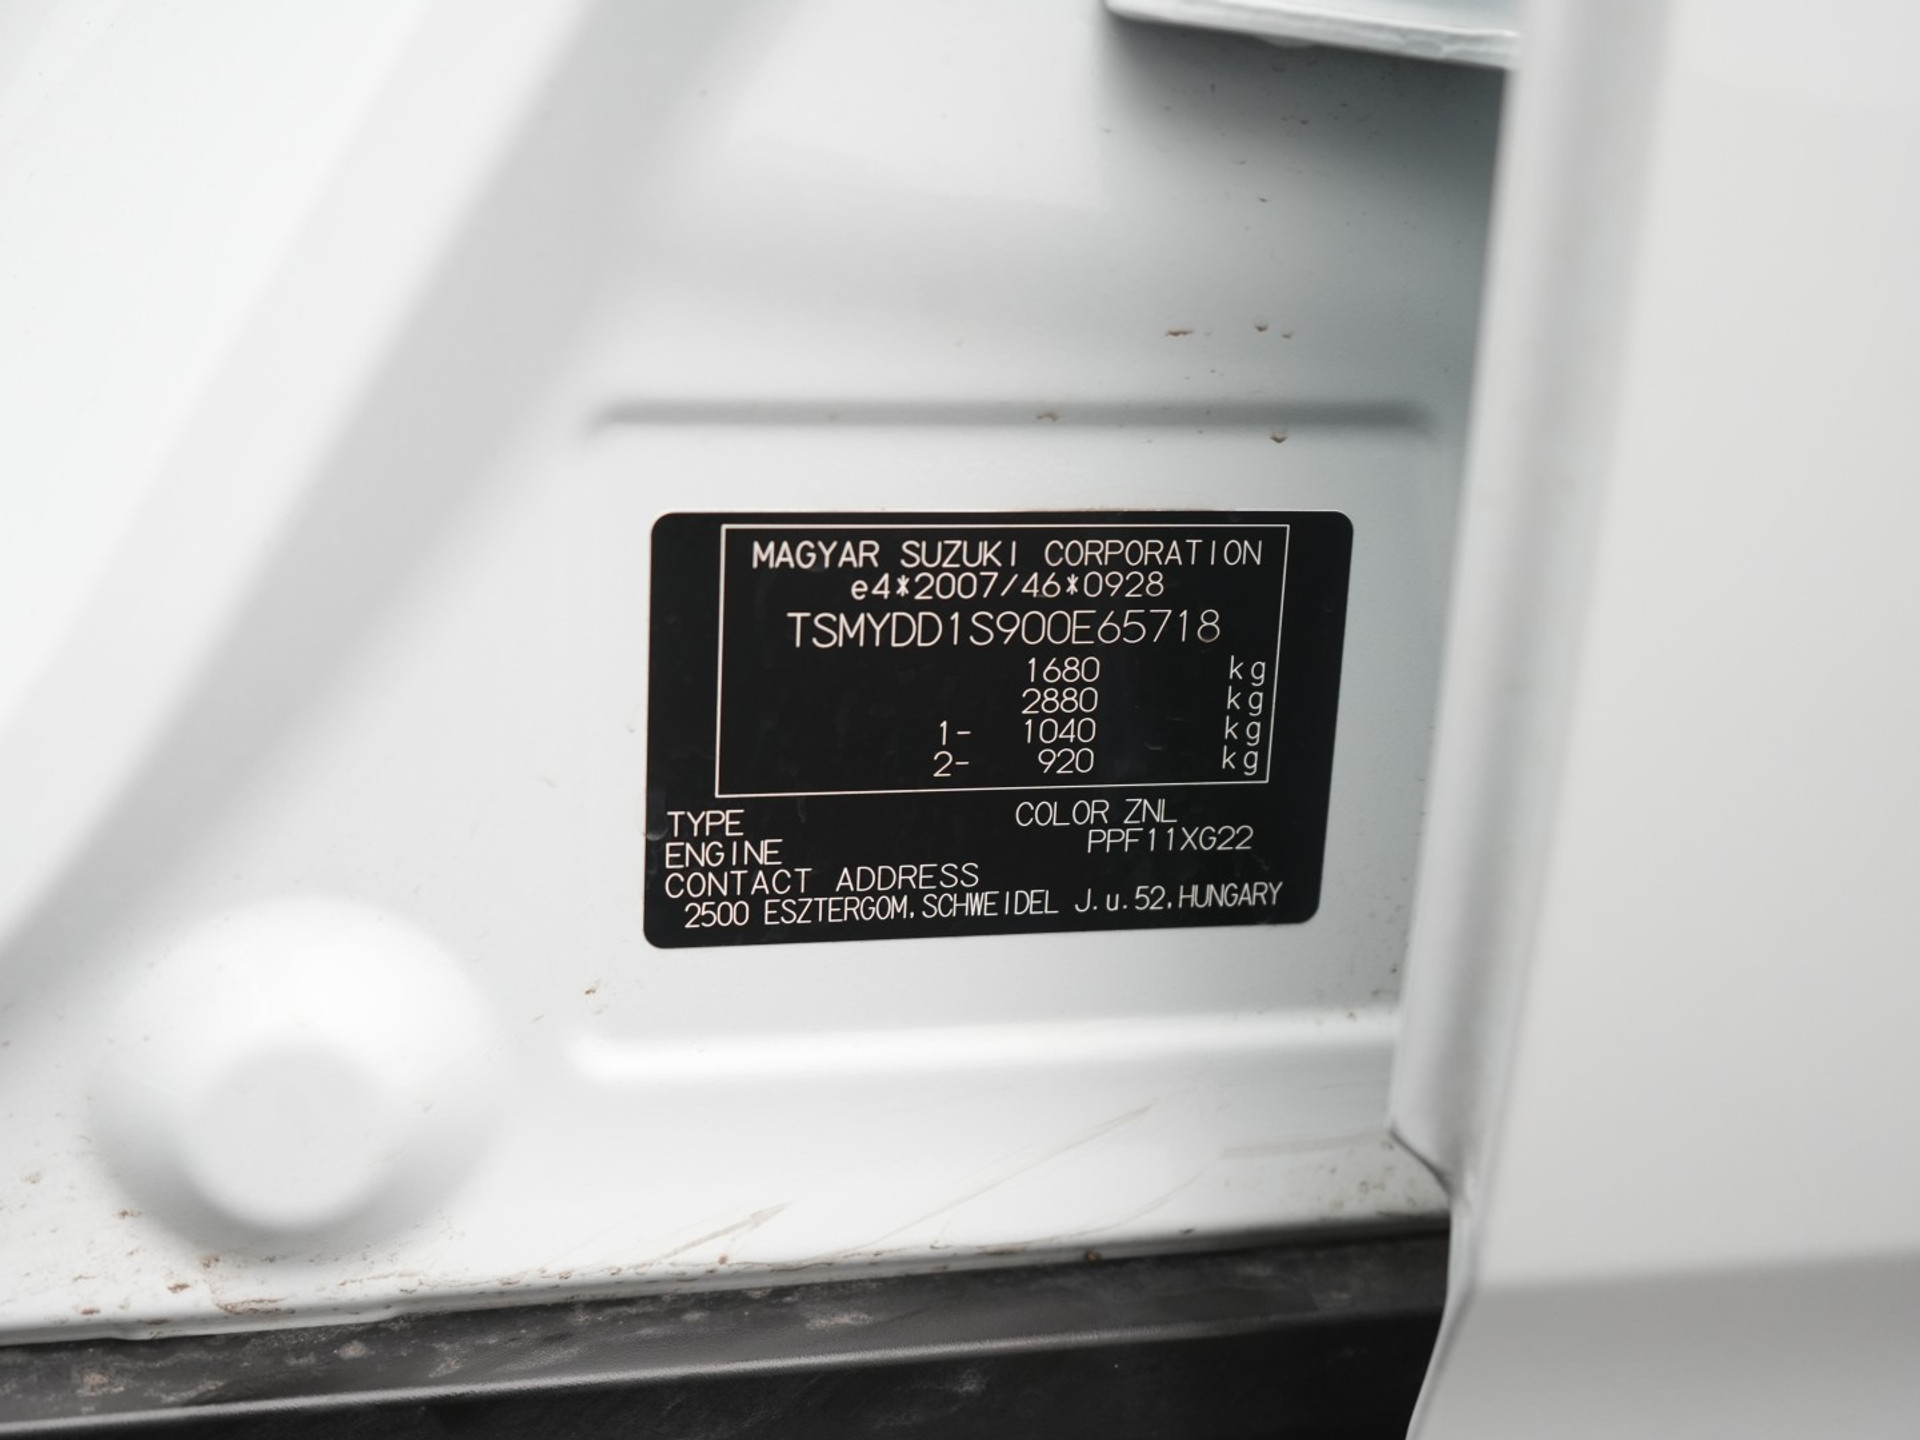 MAGYAR SUZUKI CORPORATION
e4*2007/46*0928
TSMYDD1S900E65718
1680 kg
2880 kg
1- 1040 kg
2- 920 kg
TYPE COLOR ZNL
ENGINE PPF11XG22
CONTACT ADDRESS
2500 ESZTERGOM, SCHWEIDEL J.u.52, HUNGARY